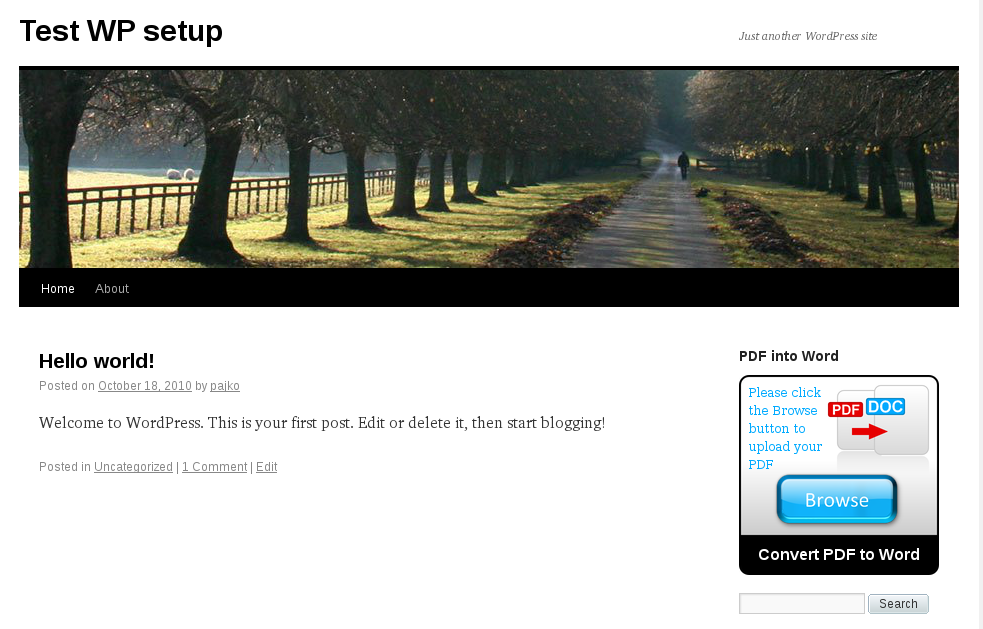 Test WP setup
Just another WordPress site
Home About
Hello world!
Posted on October 18, 2010 by pajko
Welcome to WordPress. This is your first post. Edit or delete it, then start blogging!
Posted in Uncategorized | 1 Comment | Edit
PDF into Word
Please click
the Browse
button to
upload your
PDF
PDF DOC
Browse
Convert PDF to Word
Search